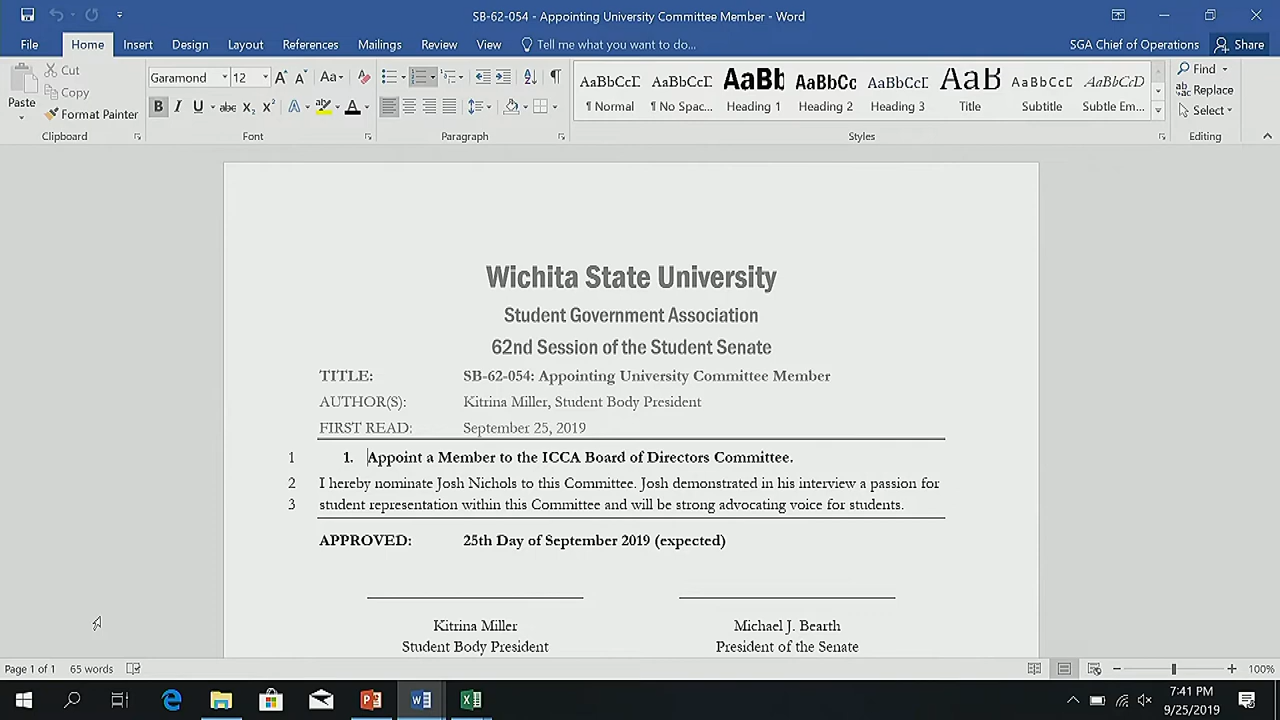 SB-62-054 - Appointing University Committee Member - Word
File Home Insert Design Layout References Mailings Review View Tell me what you want to do... SGA Chief of Operations Share
Paste
Cut
Copy
Format Painter
Clipboard
Garamond 12
Font
Paragraph
AaBbCcD AaBbCcD AaBb AaBbCc AaBbCcD AaB AaBbCcD AaBbCcD
¶ Normal ¶ No Spac... Heading 1 Heading 2 Heading 3 Title Subtitle Subtle Em...
Styles
Find
Replace
Select
Editing
Wichita State University
Student Government Association
62nd Session of the Student Senate
TITLE: SB-62-054: Appointing University Committee Member
AUTHOR(S): Kitrina Miller, Student Body President
FIRST READ: September 25, 2019
1 1. Appoint a Member to the ICCA Board of Directors Committee.
2 I hereby nominate Josh Nichols to this Committee. Josh demonstrated in his interview a passion for
3 student representation within this Committee and will be strong advocating voice for students.
APPROVED: 25th Day of September 2019 (expected)
Kitrina Miller Michael J. Bearth
Student Body President President of the Senate
Page 1 of 1 65 words 100%
7:41 PM
9/25/2019